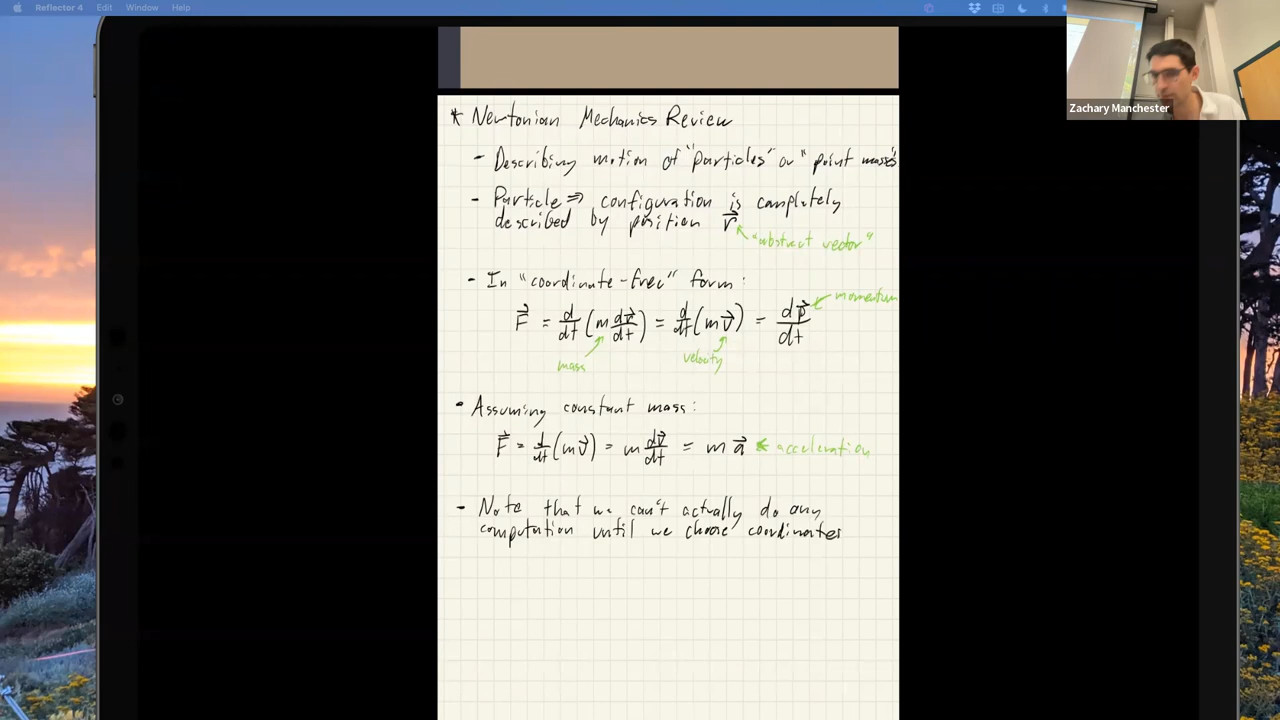 Reflector 4 Edit Window Help
Zachary Manchester
* Newtonian Mechanics Review
- Describing motion of "particles" or "point masses
- Particle ⇒ configuration is completely
described by position r⃗
"abstract vector"
- In "coordinate-free" form:
momentum
F⃗ = d/dt (m dr⃗/dt) = d/dt (m v⃗) = dp⃗/dt
mass velocity
- Assuming constant mass:
F⃗ = d/dt (m v⃗) = m dv⃗/dt = m a⃗ ← acceleration
- Note that we can't actually do any
computation until we choose coordinates